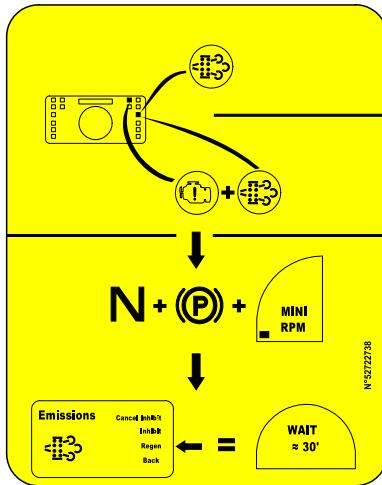 !
+
N + (P) +
MINI
RPM
N°52722738
Emissions
Cancel Inhibit
Inhibit
Regen
Back
=
WAIT
≈ 30'